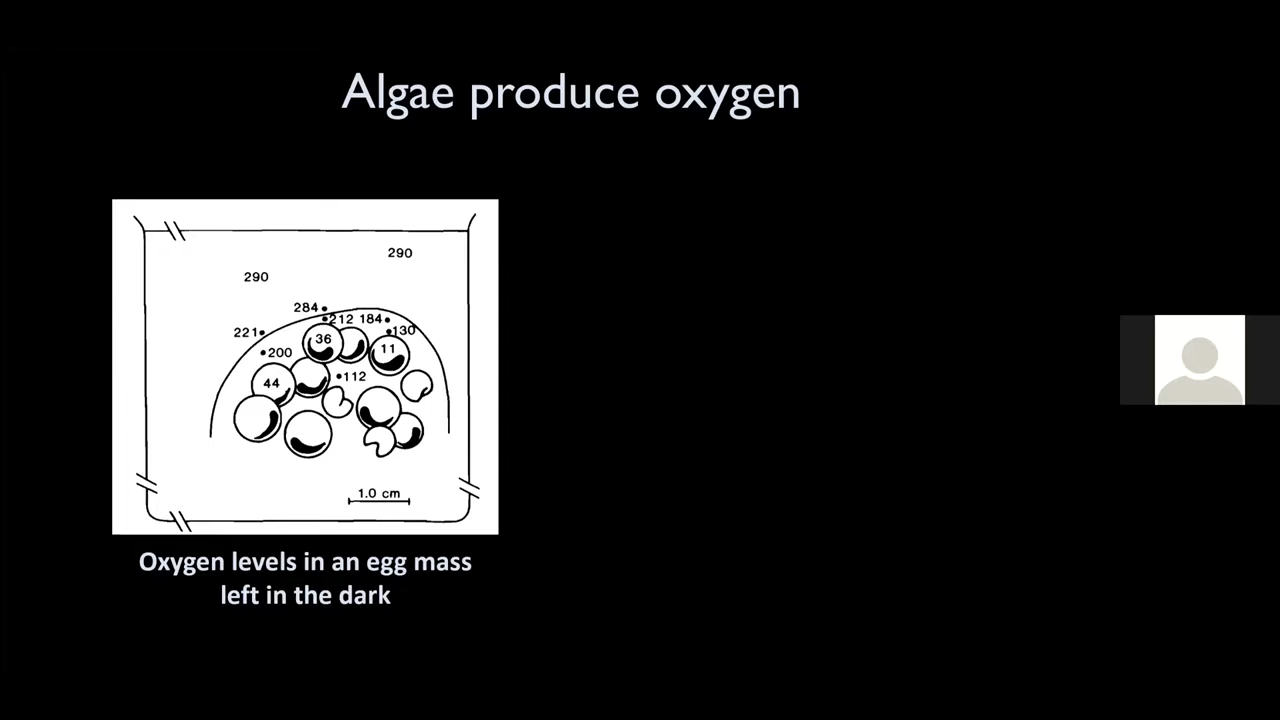 Algae produce oxygen
290
290
284
212 184
221
130
36
200
11
112
44
1.0 cm
Oxygen levels in an egg mass
left in the dark